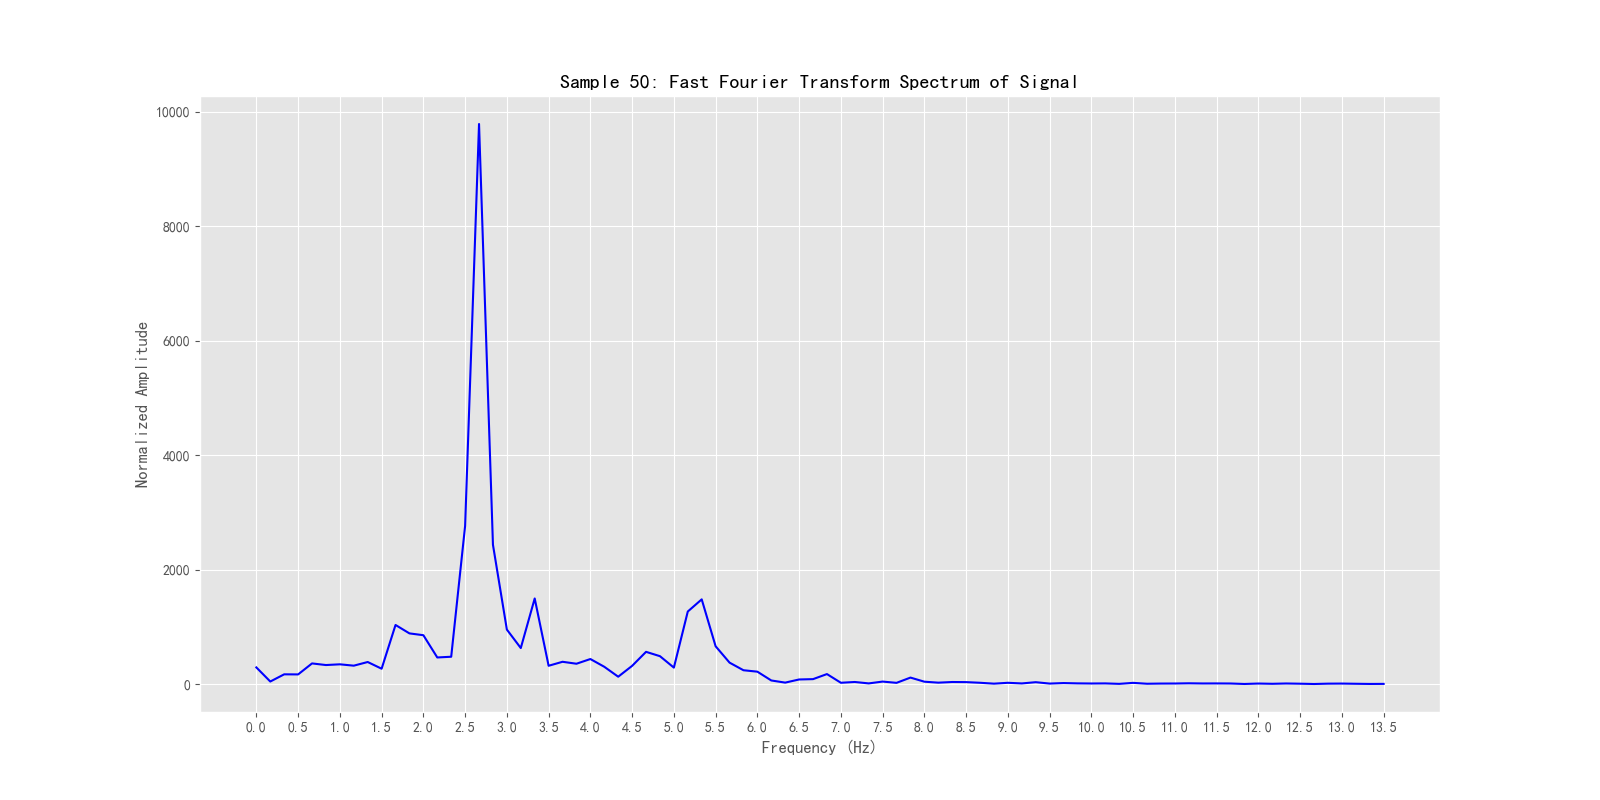 Sample 50: Fast Fourier Transform Spectrum of Signal
Normalized Amplitude
10000
8000
6000
4000
2000
0
0.0 0.5 1.0 1.5 2.0 2.5 3.0 3.5 4.0 4.5 5.0 5.5 6.0 6.5 7.0 7.5 8.0 8.5 9.0 9.5 10.0 10.5 11.0 11.5 12.0 12.5 13.0 13.5
Frequency (Hz)